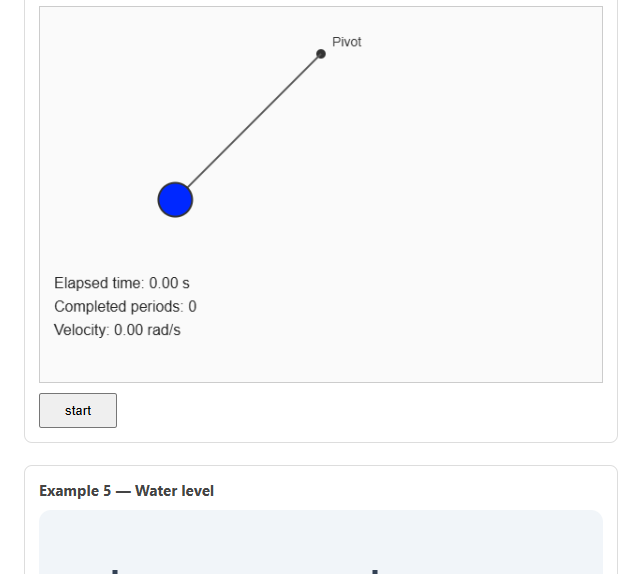 Pivot
Elapsed time: 0.00 s
Completed periods: 0
Velocity: 0.00 rad/s
start
Example 5 — Water level